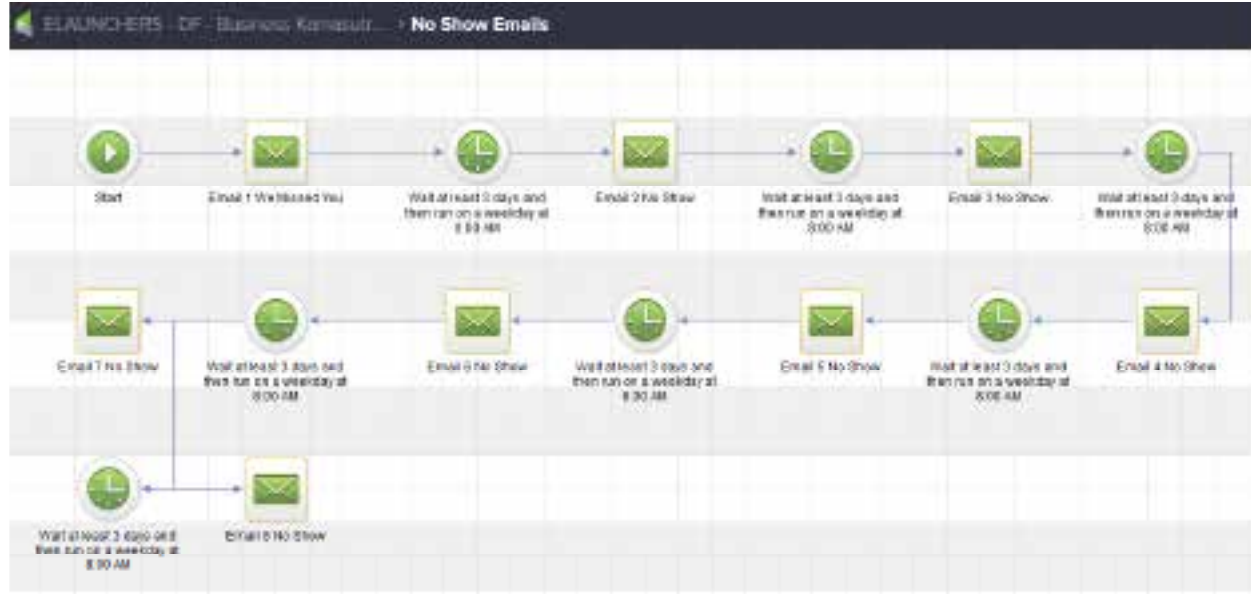 ELAUNCHERS - DF - Business Kamasutr... › No Show Emails
Start
Email 1 We Missed You
Wait at least 3 days and
then run on a weekday at
8:00 AM
Email 2 No Show
Wait at least 3 days and
then run on a weekday at
8:00 AM
Email 3 No Show
Wait at least 3 days and
then run on a weekday at
8:00 AM
Email 7 No Show
Wait at least 3 days and
then run on a weekday at
8:00 AM
Email 6 No Show
Wait at least 3 days and
then run on a weekday at
8:00 AM
Email 5 No Show
Wait at least 3 days and
then run on a weekday at
8:00 AM
Email 4 No Show
Wait at least 3 days and
then run on a weekday at
8:00 AM
Email 8 No Show